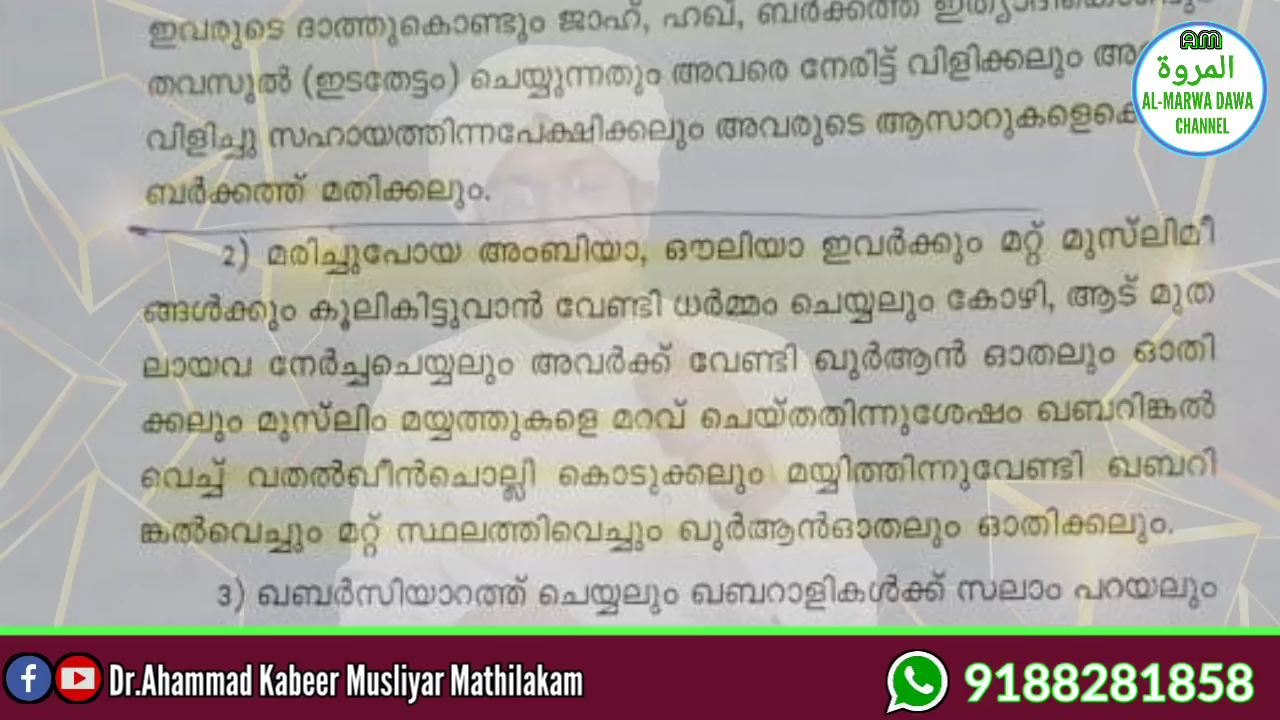 ഇവരുടെ ദാത്തുകൊണ്ടും ജാഹ്, ഹഖ്, ബർക്കത്ത് ഇത്യാദികൊണ്ടും
തവസുൽ (ഇടതേട്ടം) ചെയ്യുന്നതും അവരെ നേരിട്ട് വിളിക്കലും
വിളിച്ചു സഹായത്തിന്നപേക്ഷിക്കലും അവരുടെ
ബർക്കത്ത് മതിക്കലും.
2) മരിച്ചുപോയ അംബിയാ, ഔലിയാ ഇവർക്കും മറ്റ് മുസ്‌ലിമീ
ങ്ങൾക്കും കൂലികിട്ടുവാൻ വേണ്ടി ധർമ്മം ചെയ്യലും കോഴി, ആട് മുത
ലായവ നേർച്ചചെയ്യലും അവർക്ക് വേണ്ടി ഖുർആൻ ഓതലും ഓതി
ക്കലും മുസ്‌ലിം മയ്യത്തുകളെ മറവ് ചെയ്തതിന്നുശേഷം ഖബറിങ്കൽ
വെച്ച് വതൽഖീൻചൊല്ലി കൊടുക്കലും മയ്യിത്തിന്നുവേണ്ടി ഖബറി
ങ്കൽവെച്ചും മറ്റ് സ്ഥലത്തിവെച്ചും ഖുർആൻഓതലും ഓതിക്കലും.
3) ഖബർസിയാറത്ത് ചെയ്യലും ഖബറാളികൾക്ക് സലാം പറയലും
AM
المروة
AL-MARWA DAWA
CHANNEL
Dr.Ahammad Kabeer Musliyar Mathilakam
9188281858